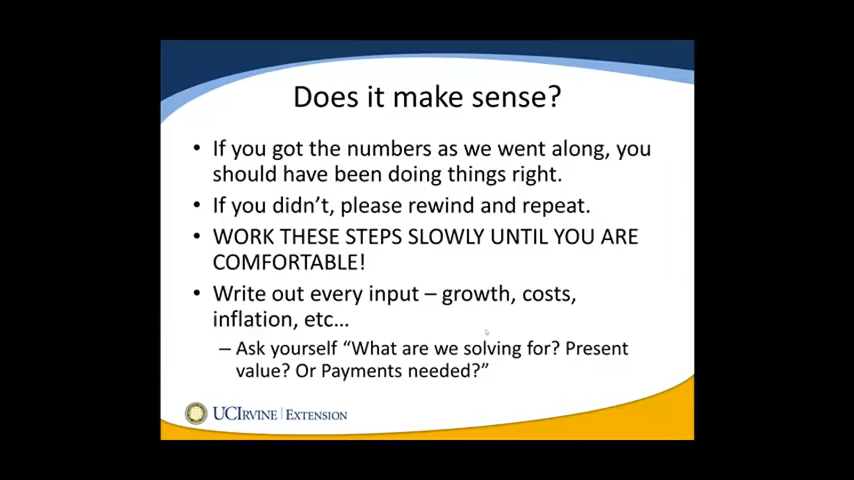 Does it make sense?
• If you got the numbers as we went along, you
should have been doing things right.
• If you didn't, please rewind and repeat.
• WORK THESE STEPS SLOWLY UNTIL YOU ARE
COMFORTABLE!
• Write out every input – growth, costs,
inflation, etc...
– Ask yourself “What are we solving for? Present
value? Or Payments needed?”
UCIRVINE | EXTENSION